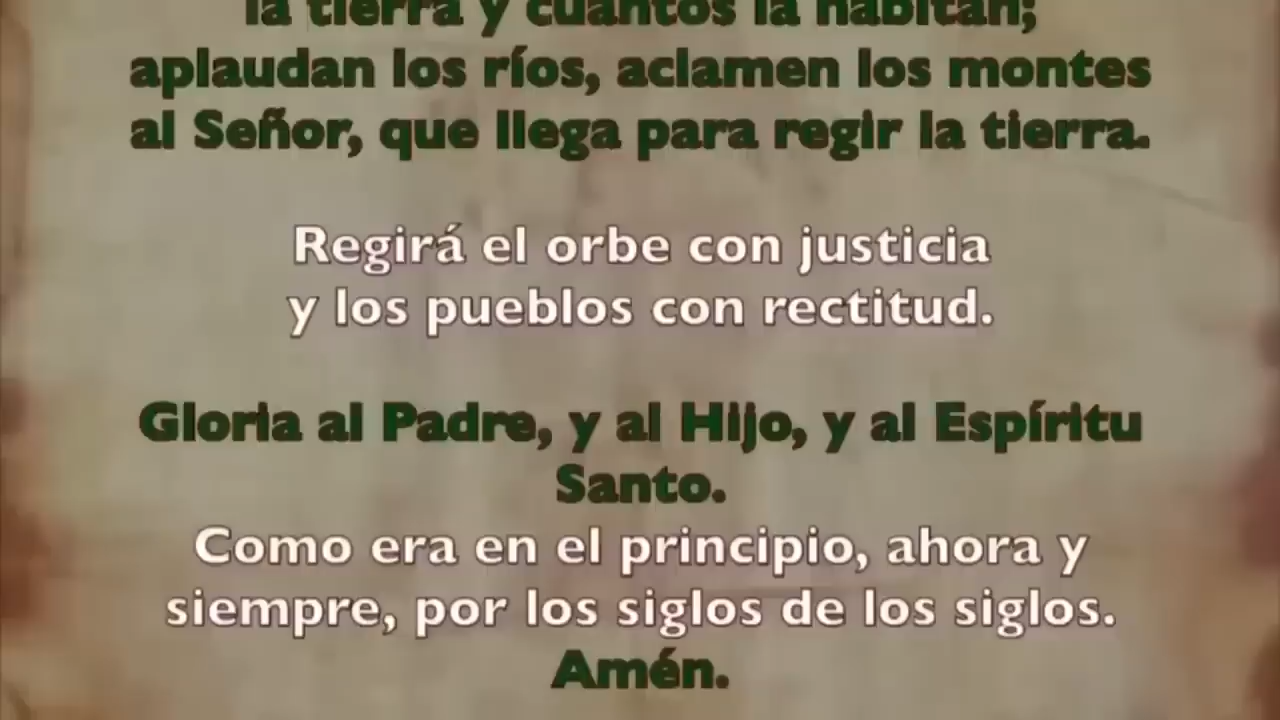 la tierra y cuantos la habitan;
aplaudan los ríos, aclamen los montes
al Señor, que llega para regir la tierra.
Regirá el orbe con justicia
y los pueblos con rectitud.
Gloria al Padre, y al Hijo, y al Espíritu
Santo.
Como era en el principio, ahora y
siempre, por los siglos de los siglos.
Amén.